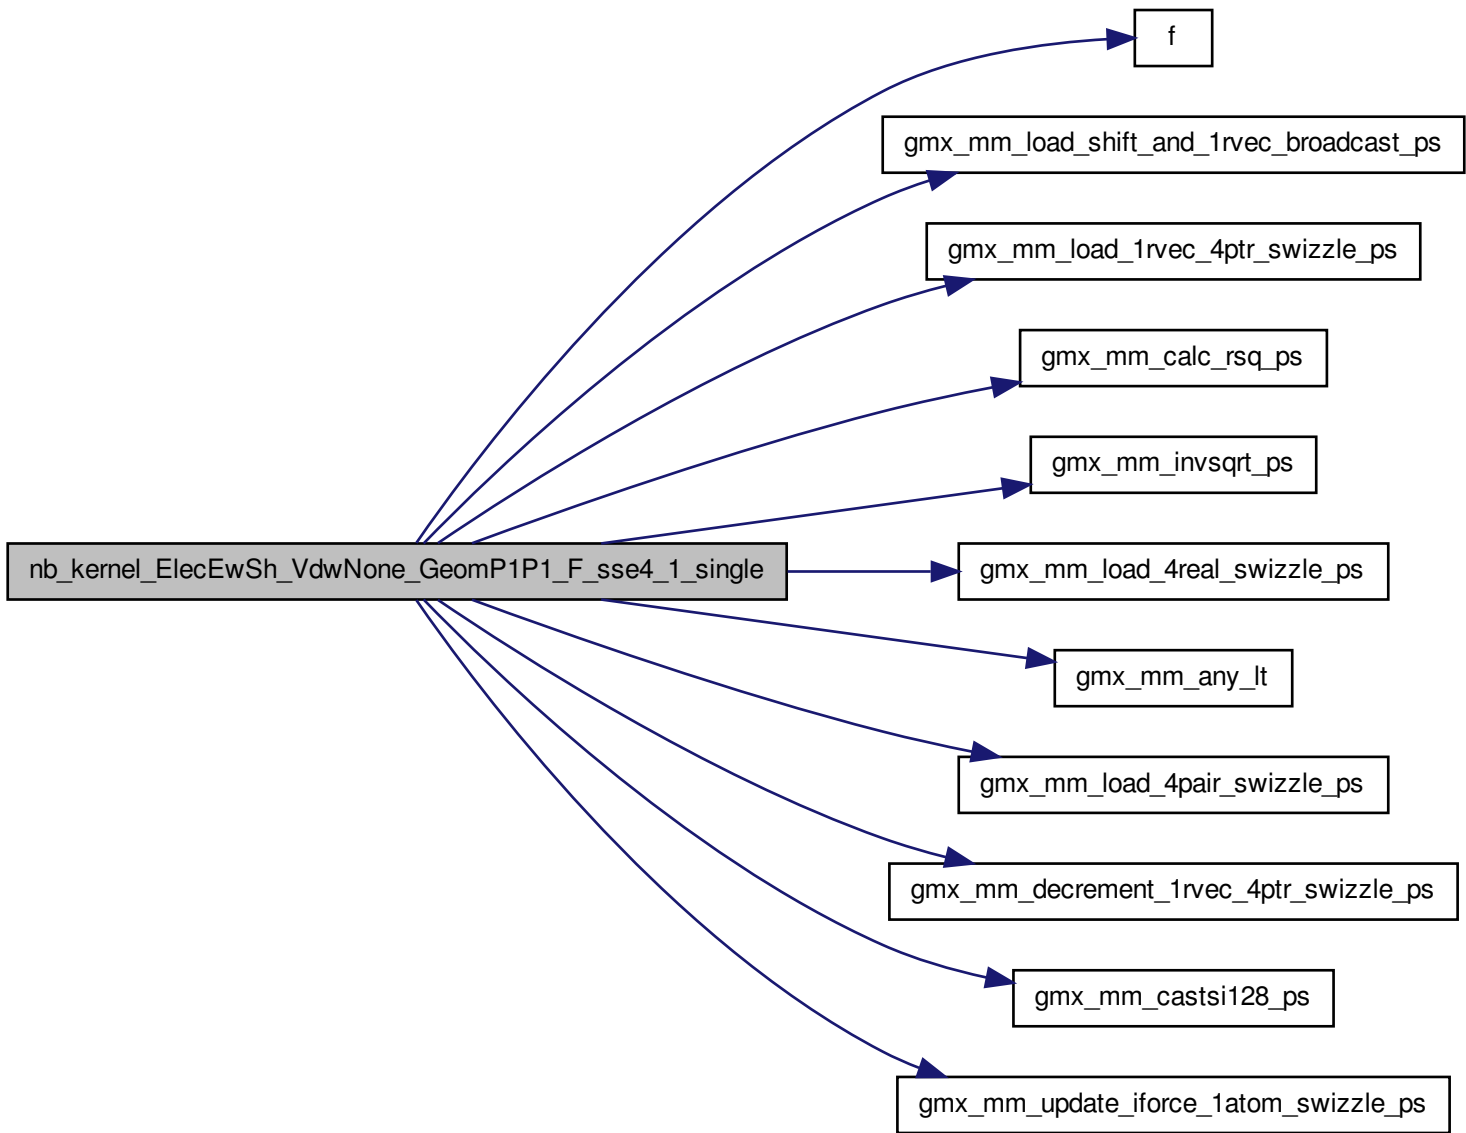 f
gmx_mm_load_shift_and_1rvec_broadcast_ps
gmx_mm_load_1rvec_4ptr_swizzle_ps
gmx_mm_calc_rsq_ps
gmx_mm_invsqrt_ps
nb_kernel_ElecEwSh_VdwNone_GeomP1P1_F_sse4_1_single
gmx_mm_load_4real_swizzle_ps
gmx_mm_any_lt
gmx_mm_load_4pair_swizzle_ps
gmx_mm_decrement_1rvec_4ptr_swizzle_ps
gmx_mm_castsi128_ps
gmx_mm_update_iforce_1atom_swizzle_ps